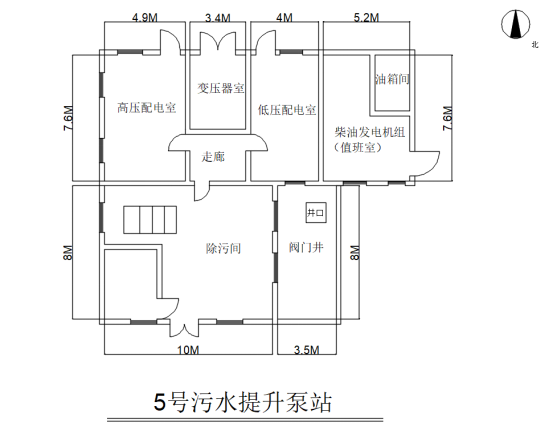 4.9M
3.4M
4M
5.2M
北
7.6M
高压配电室
变压器室
低压配电室
油箱间
柴油发电机组
（值班室）
7.6M
走廊
8M
除污间
井口
阀门井
8M
10M
3.5M
5号污水提升泵站